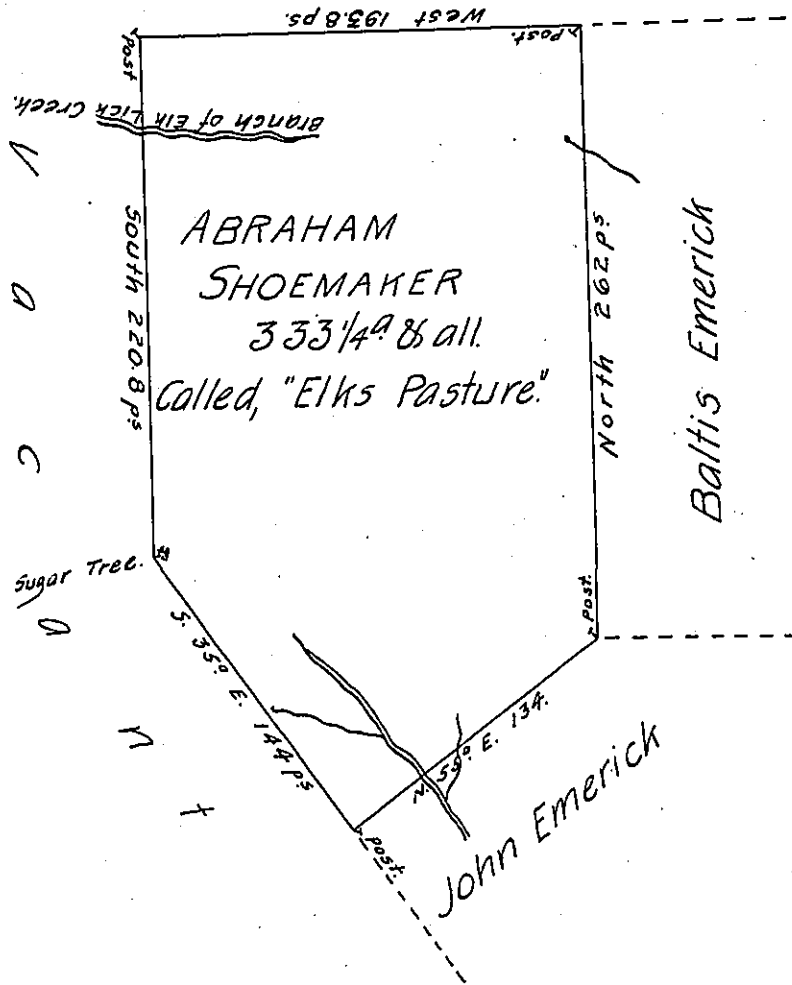 West 193.8 ps.
Post
Post.
Branch of Elk Lick Creek.
South 220.8 ps
ABRAHAM
SHOEMAKER
333 1/4 a & all.
Called, "Elks Pasture."
North 262 ps
Baltis Emerick
Vacant
Sugar Tree.
Post.
S. 35° E. 144 ps
N. 55° E. 134.
post.
John Emerick